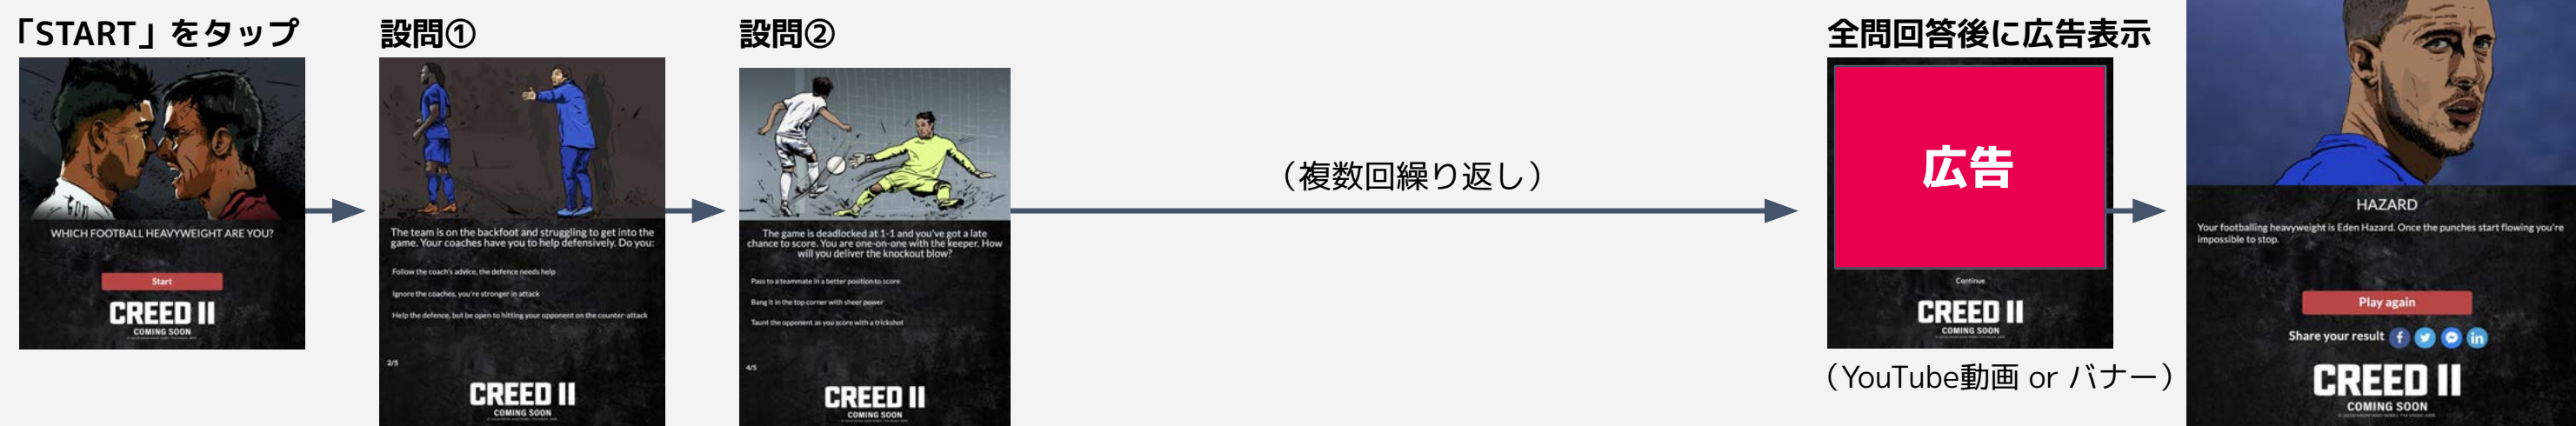 「START」をタップ
WHICH FOOTBALL HEAVYWEIGHT ARE YOU?
Start
CREED II
COMING SOON
設問①
The team is on the backfoot and struggling to get into the
game. Your coaches have you to help defensively. Do you:
Follow the coach's advice, the defence needs help
Ignore the coaches, you're stronger in attack
Help the defence, but be open to hitting your opponent on the counter-attack
2/5
CREED II
COMING SOON
設問②
The game is deadlocked at 1-1 and you've got a late
chance to score. You are one-on-one with the keeper. How
will you deliver the knockout blow?
Pass to a teammate in a better position to score
Bang it in the top corner with sheer power
Taunt the opponent as you score with a trickshot
4/5
CREED II
COMING SOON
（複数回繰り返し）
全問回答後に広告表示
広告
Continue
CREED II
COMING SOON
（YouTube動画 or バナー）
HAZARD
Your footballing heavyweight is Eden Hazard. Once the punches start flowing you're
impossible to stop.
Play again
Share your result
CREED II
COMING SOON